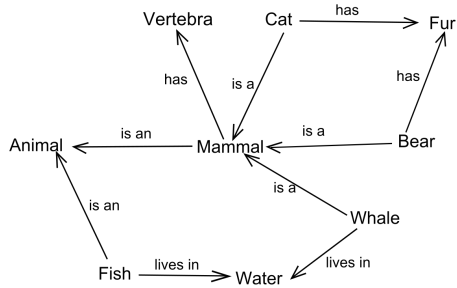 Vertebra
Cat
has
Fur
has
is a
has
Animal
is an
Mammal
is a
Bear
is an
is a
Whale
Fish
lives in
Water
lives in